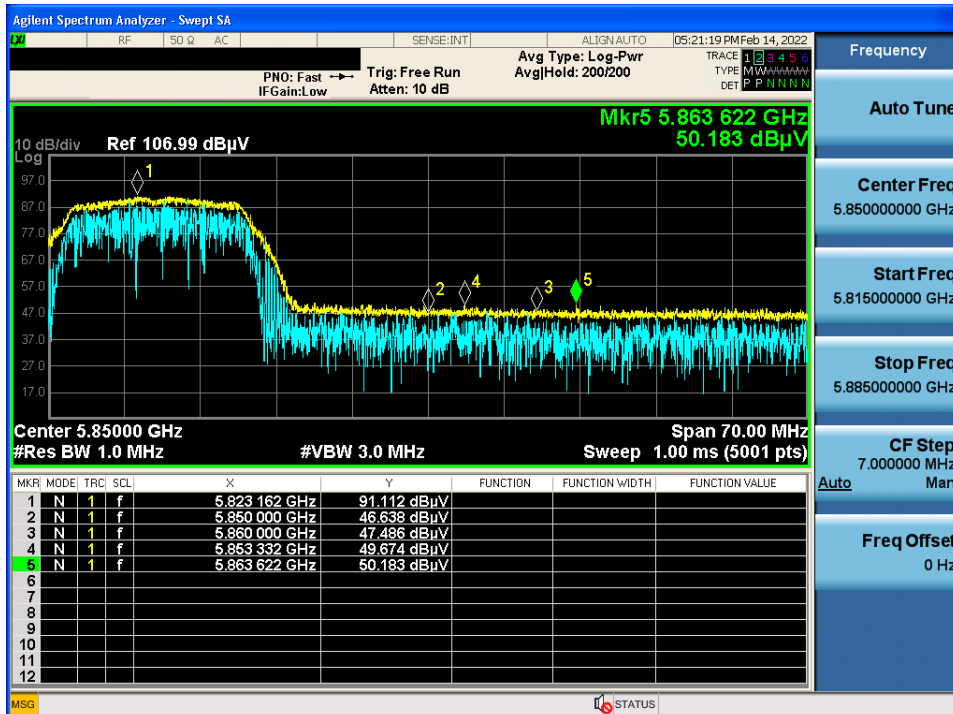 Agilent Spectrum Analyzer - Swept SA
LXI RF 50 Ω AC SENSE:INT ALIGN AUTO 05:21:19 PM Feb 14, 2022
Avg Type: Log-Pwr TRACE 1 2 3 4 5 6
PNO: Fast Trig: Free Run Avg|Hold: 200/200 TYPE M W W W W W
IFGain:Low Atten: 10 dB DET P P N N N N
Mkr5 5.863 622 GHz
10 dB/div Ref 106.99 dBµV 50.183 dBµV
Log
97.0
87.0
77.0
67.0
57.0
47.0
37.0
27.0
17.0
1
2
4
3
5
Center 5.85000 GHz Span 70.00 MHz
#Res BW 1.0 MHz #VBW 3.0 MHz Sweep 1.00 ms (5001 pts)
MKR MODE TRC SCL X Y FUNCTION FUNCTION WIDTH FUNCTION VALUE
1 N 1 f 5.823 162 GHz 91.112 dBµV
2 N 1 f 5.850 000 GHz 46.638 dBµV
3 N 1 f 5.860 000 GHz 47.486 dBµV
4 N 1 f 5.853 332 GHz 49.674 dBµV
5 N 1 f 5.863 622 GHz 50.183 dBµV
6
7
8
9
10
11
12
MSG STATUS
Frequency
Auto Tune
Center Freq
5.850000000 GHz
Start Freq
5.815000000 GHz
Stop Freq
5.885000000 GHz
CF Step
7.000000 MHz
Auto Man
Freq Offset
0 Hz